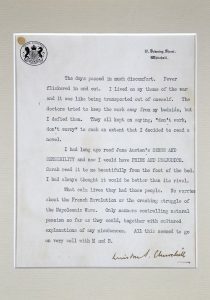 10, Downing Street,
Whitehall.
The days passed in much discomfort. Fever
flickered in and out. I lived on my theme of the war
and it was like being transported out of oneself. The
doctors tried to keep the work away from my bedside, but
I defied them. They all kept on saying, "don't work,
don't worry" to such an extent that I decided to read a
novel.
I had long ago read Jane Austen's SENSE AND
SENSIBILITY and now I would have PRIDE AND PREJUDICE.
Sarah read it to me beautifully from the foot of the bed.
I had always thought it would be better than its rival.
What calm lives they had those people. No worries
about the French Revolution or the crashing struggle of
the Napoleonic Wars. Only manners controlling natural
passion so far as they could, together with cultured
explanations of any mischances. All this seemed to go
on very well with M and B.
Winston S. Churchill